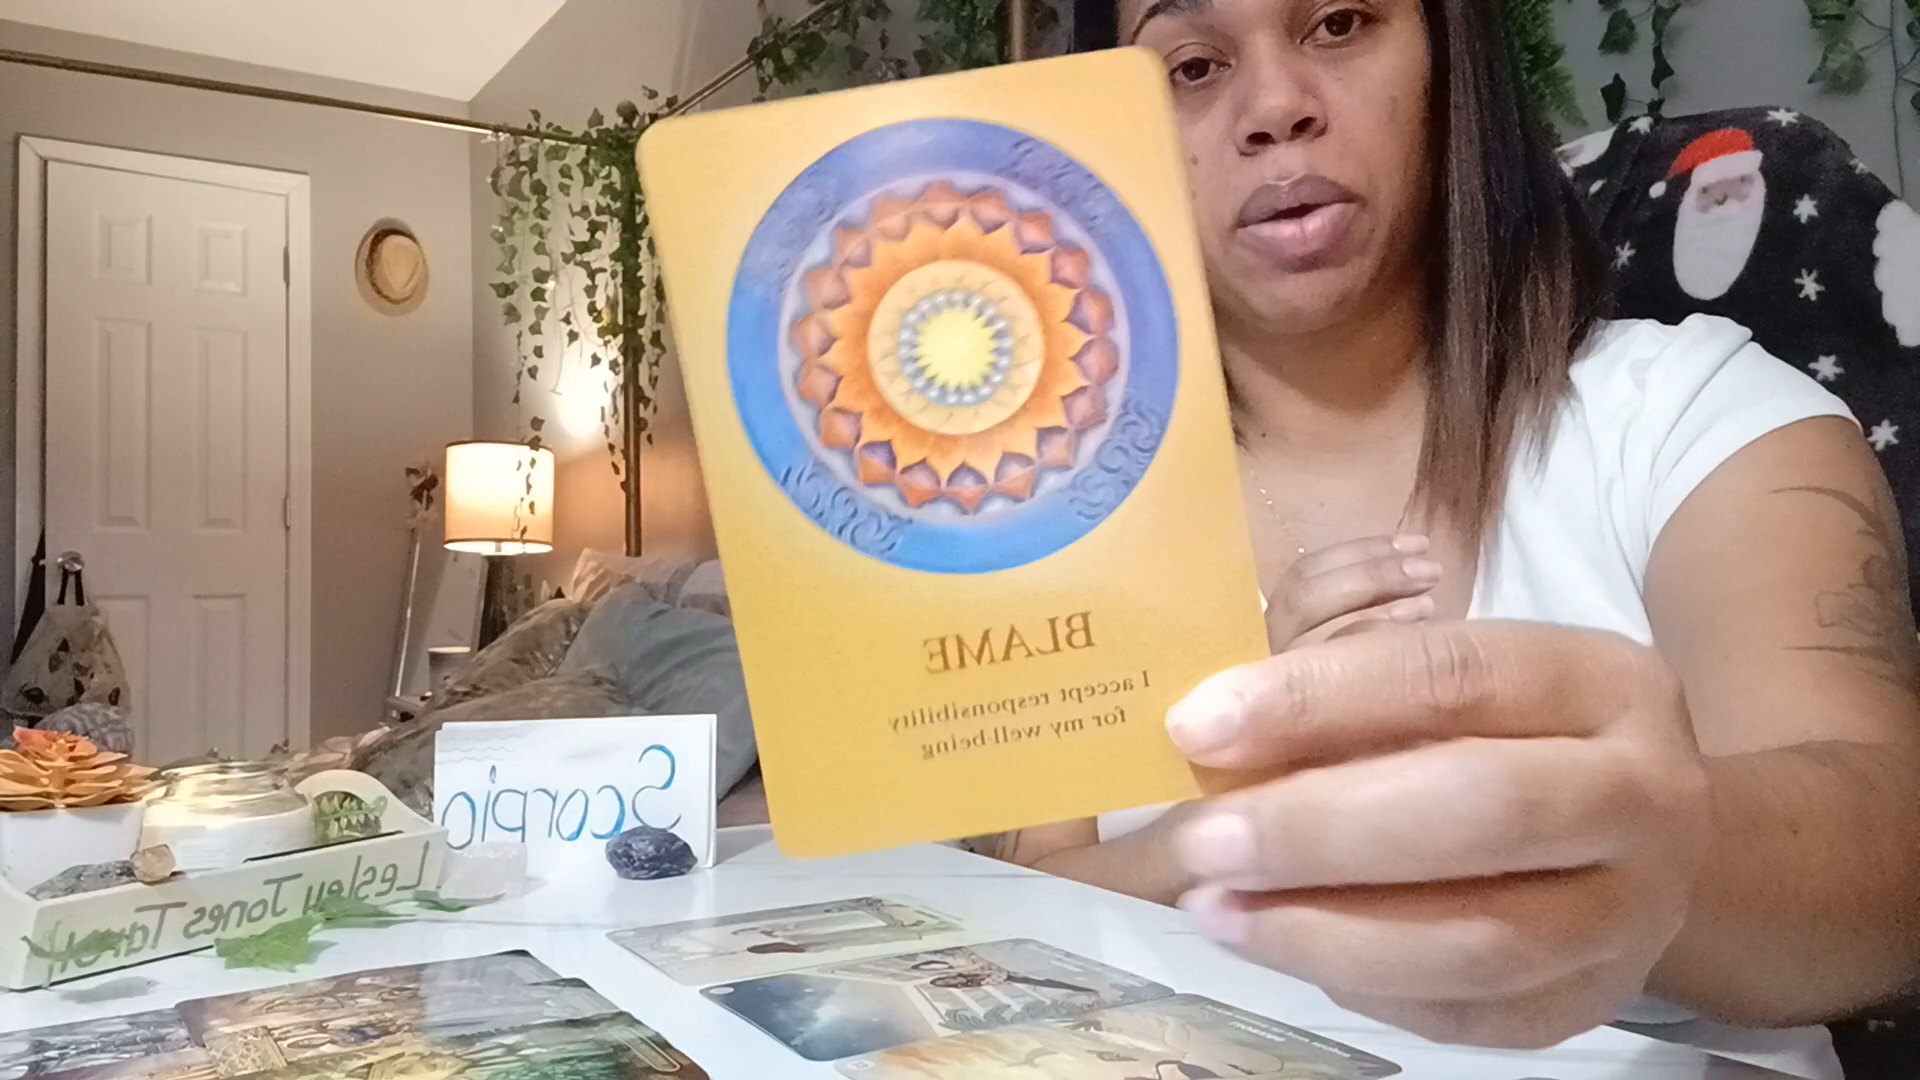 BLAME
I accept responsibility
for my well-being
Scorpio
Lesley Jones Tarot